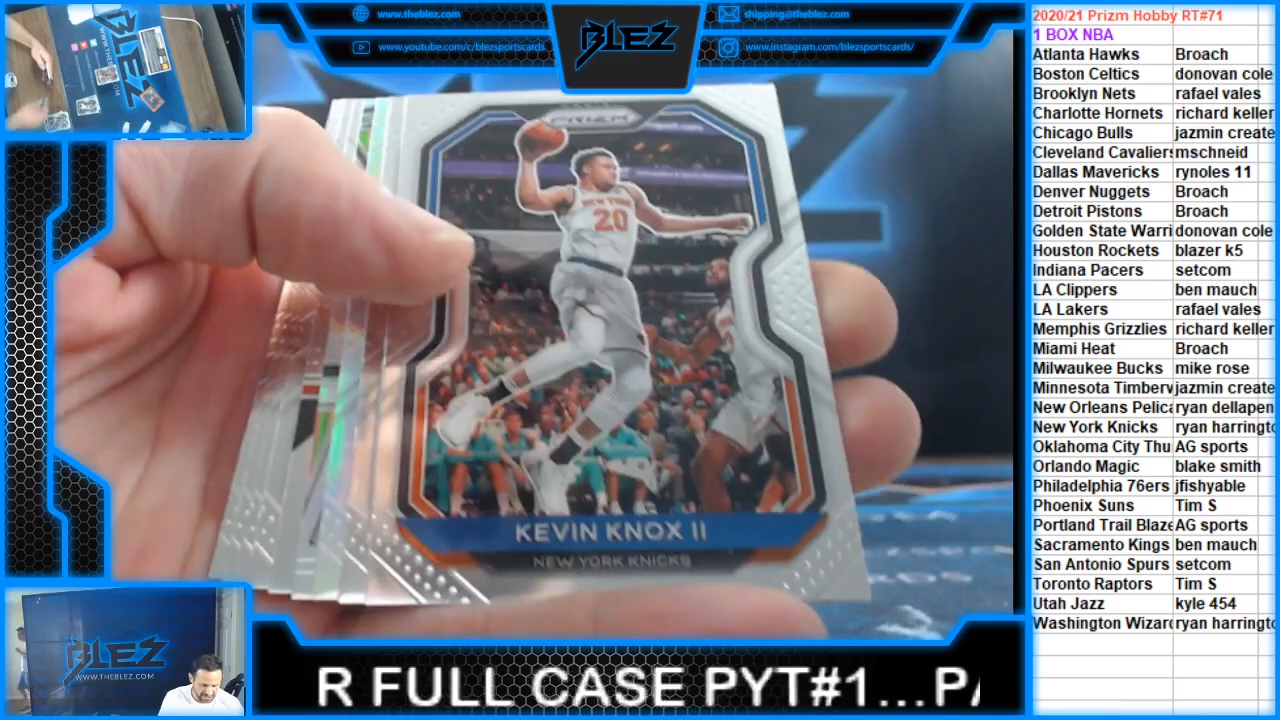 www.theblez.com
www.youtube.com/c/blezsportscards
BLEZ
shipping@theblez.com
www.instagram.com/blezsportscards/
BLEZ
PRIZM
NEW YORK
20
KEVIN KNOX II
NEW YORK KNICKS
BLEZ
WWW.THEBLEZ.COM
R FULL CASE PYT#1... PA
2020/21 Prizm Hobby RT#71
1 BOX NBA
Atlanta Hawks Broach
Boston Celtics donovan cole
Brooklyn Nets rafael vales
Charlotte Hornets richard keller
Chicago Bulls jazmin create
Cleveland Cavaliers mschneid
Dallas Mavericks rynoles 11
Denver Nuggets Broach
Detroit Pistons Broach
Golden State Warri donovan cole
Houston Rockets blazer k5
Indiana Pacers setcom
LA Clippers ben mauch
LA Lakers rafael vales
Memphis Grizzlies richard keller
Miami Heat Broach
Milwaukee Bucks mike rose
Minnesota Timberv jazmin create
New Orleans Pelica ryan dellapen
New York Knicks ryan harringto
Oklahoma City Thu AG sports
Orlando Magic blake smith
Philadelphia 76ers jfishyable
Phoenix Suns Tim S
Portland Trail Blaze AG sports
Sacramento Kings ben mauch
San Antonio Spurs setcom
Toronto Raptors Tim S
Utah Jazz kyle 454
Washington Wizard ryan harringto